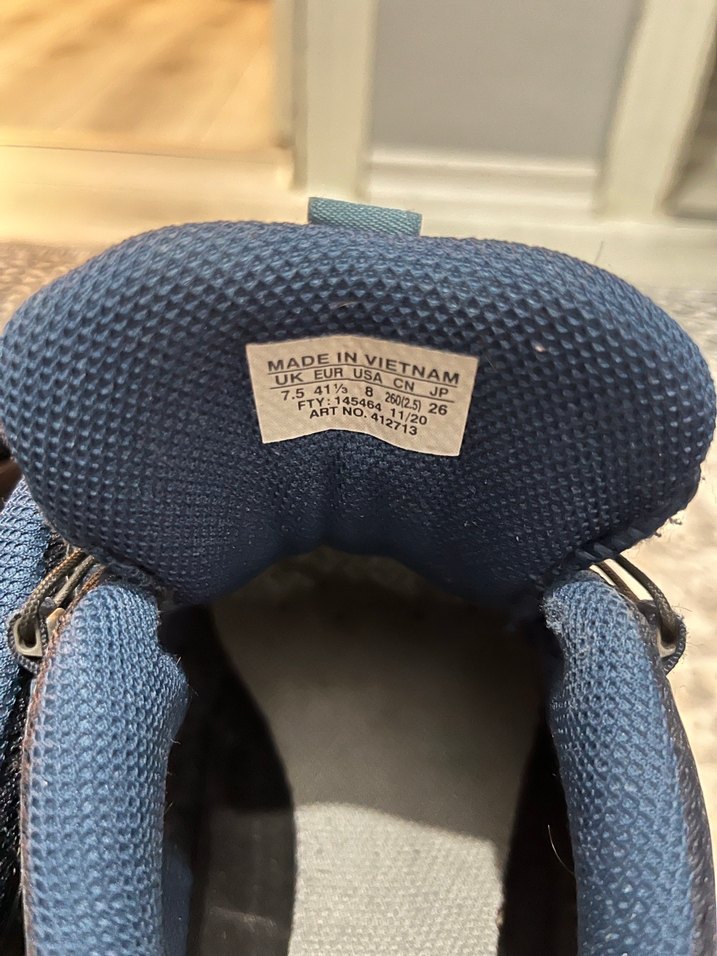 MADE IN VIETNAM
UK EUR USA CN JP
7.5 41⅓ 8 260(2.5) 26
FTY: 145464 11/20
ART NO. 412713